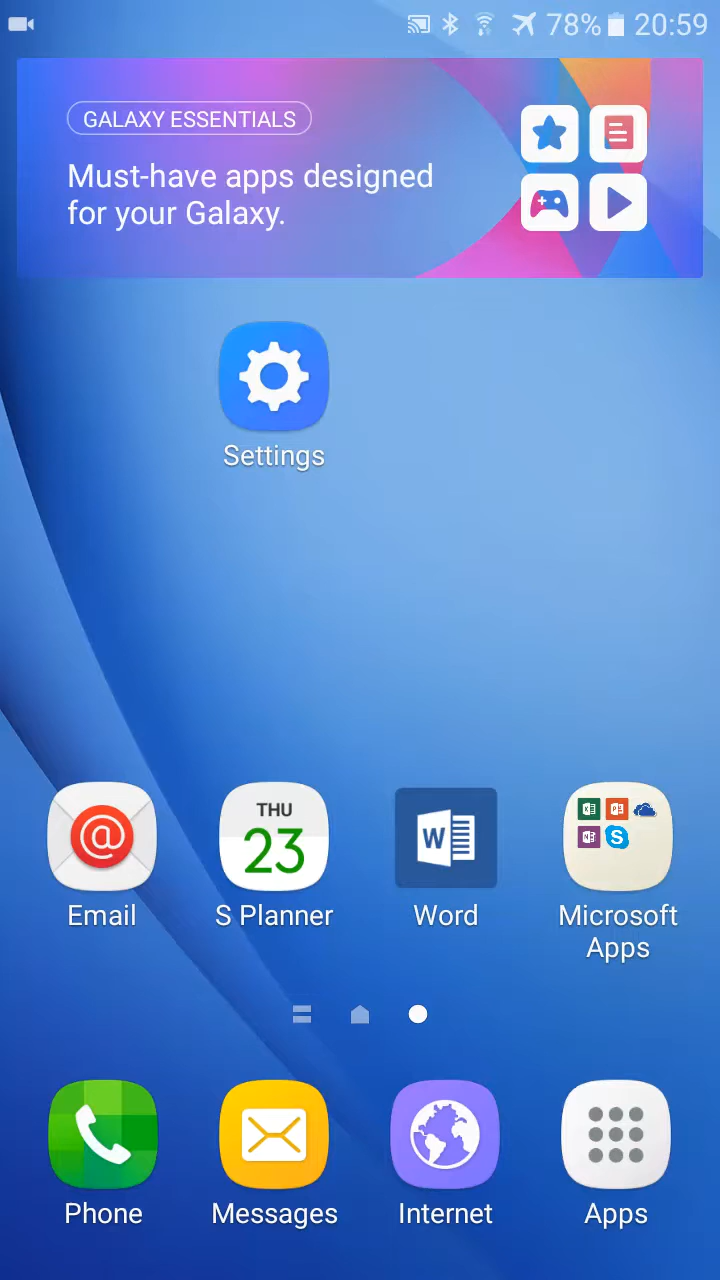 78% 20:59
GALAXY ESSENTIALS
Must-have apps designed
for your Galaxy.
Settings
THU
23
W
S
Email
S Planner
Word
Microsoft
Apps
Phone
Messages
Internet
Apps